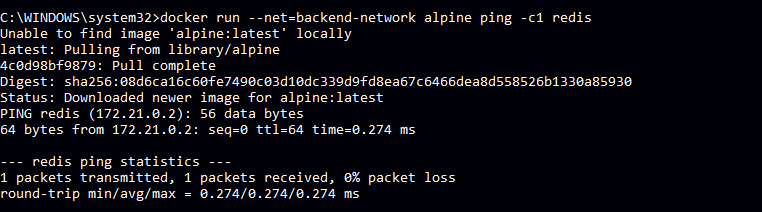 C:\WINDOWS\system32>docker run --net=backend-network alpine ping -c1 redis
Unable to find image 'alpine:latest' locally
latest: Pulling from library/alpine
4c0d98bf9879: Pull complete
Digest: sha256:08d6ca16c60fe7490c03d10dc339d9fd8ea67c6466dea8d558526b1330a85930
Status: Downloaded newer image for alpine:latest
PING redis (172.21.0.2): 56 data bytes
64 bytes from 172.21.0.2: seq=0 ttl=64 time=0.274 ms

--- redis ping statistics ---
1 packets transmitted, 1 packets received, 0% packet loss
round-trip min/avg/max = 0.274/0.274/0.274 ms